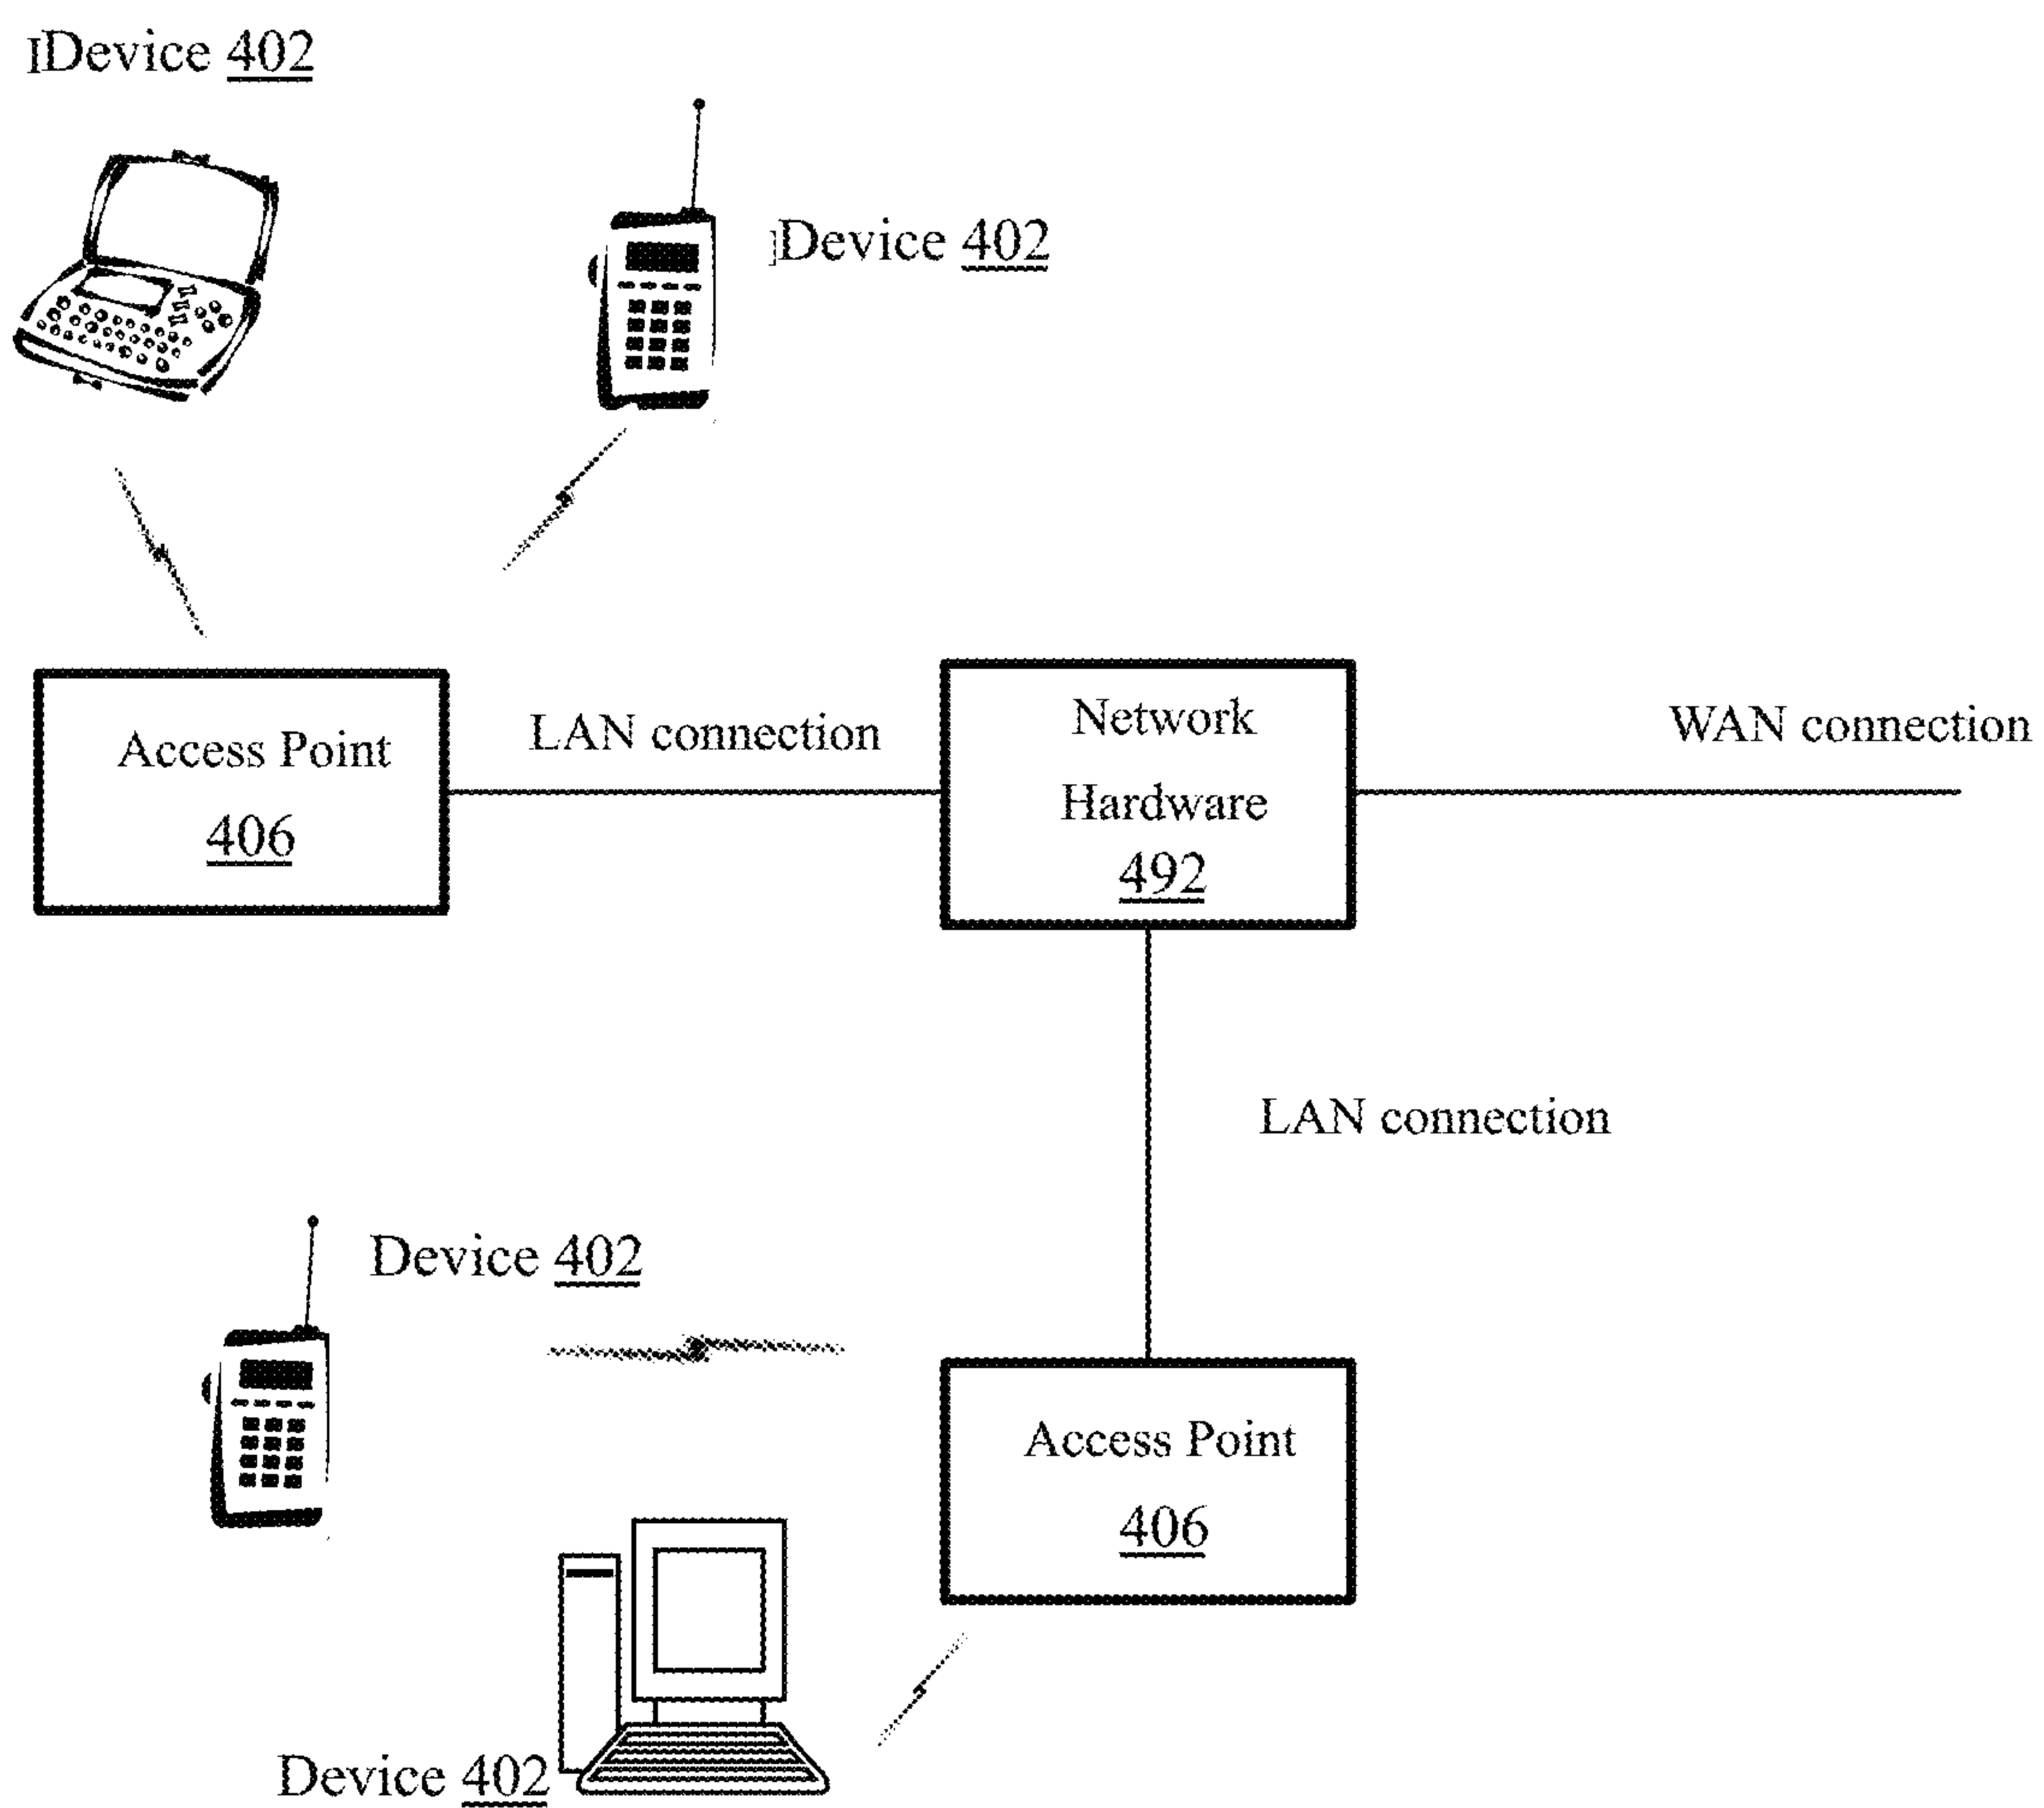 Device 402
Device 402
Access Point
406
LAN connection
Network
Hardware
492
WAN connection
LAN connection
Device 402
Access Point
406
Device 402